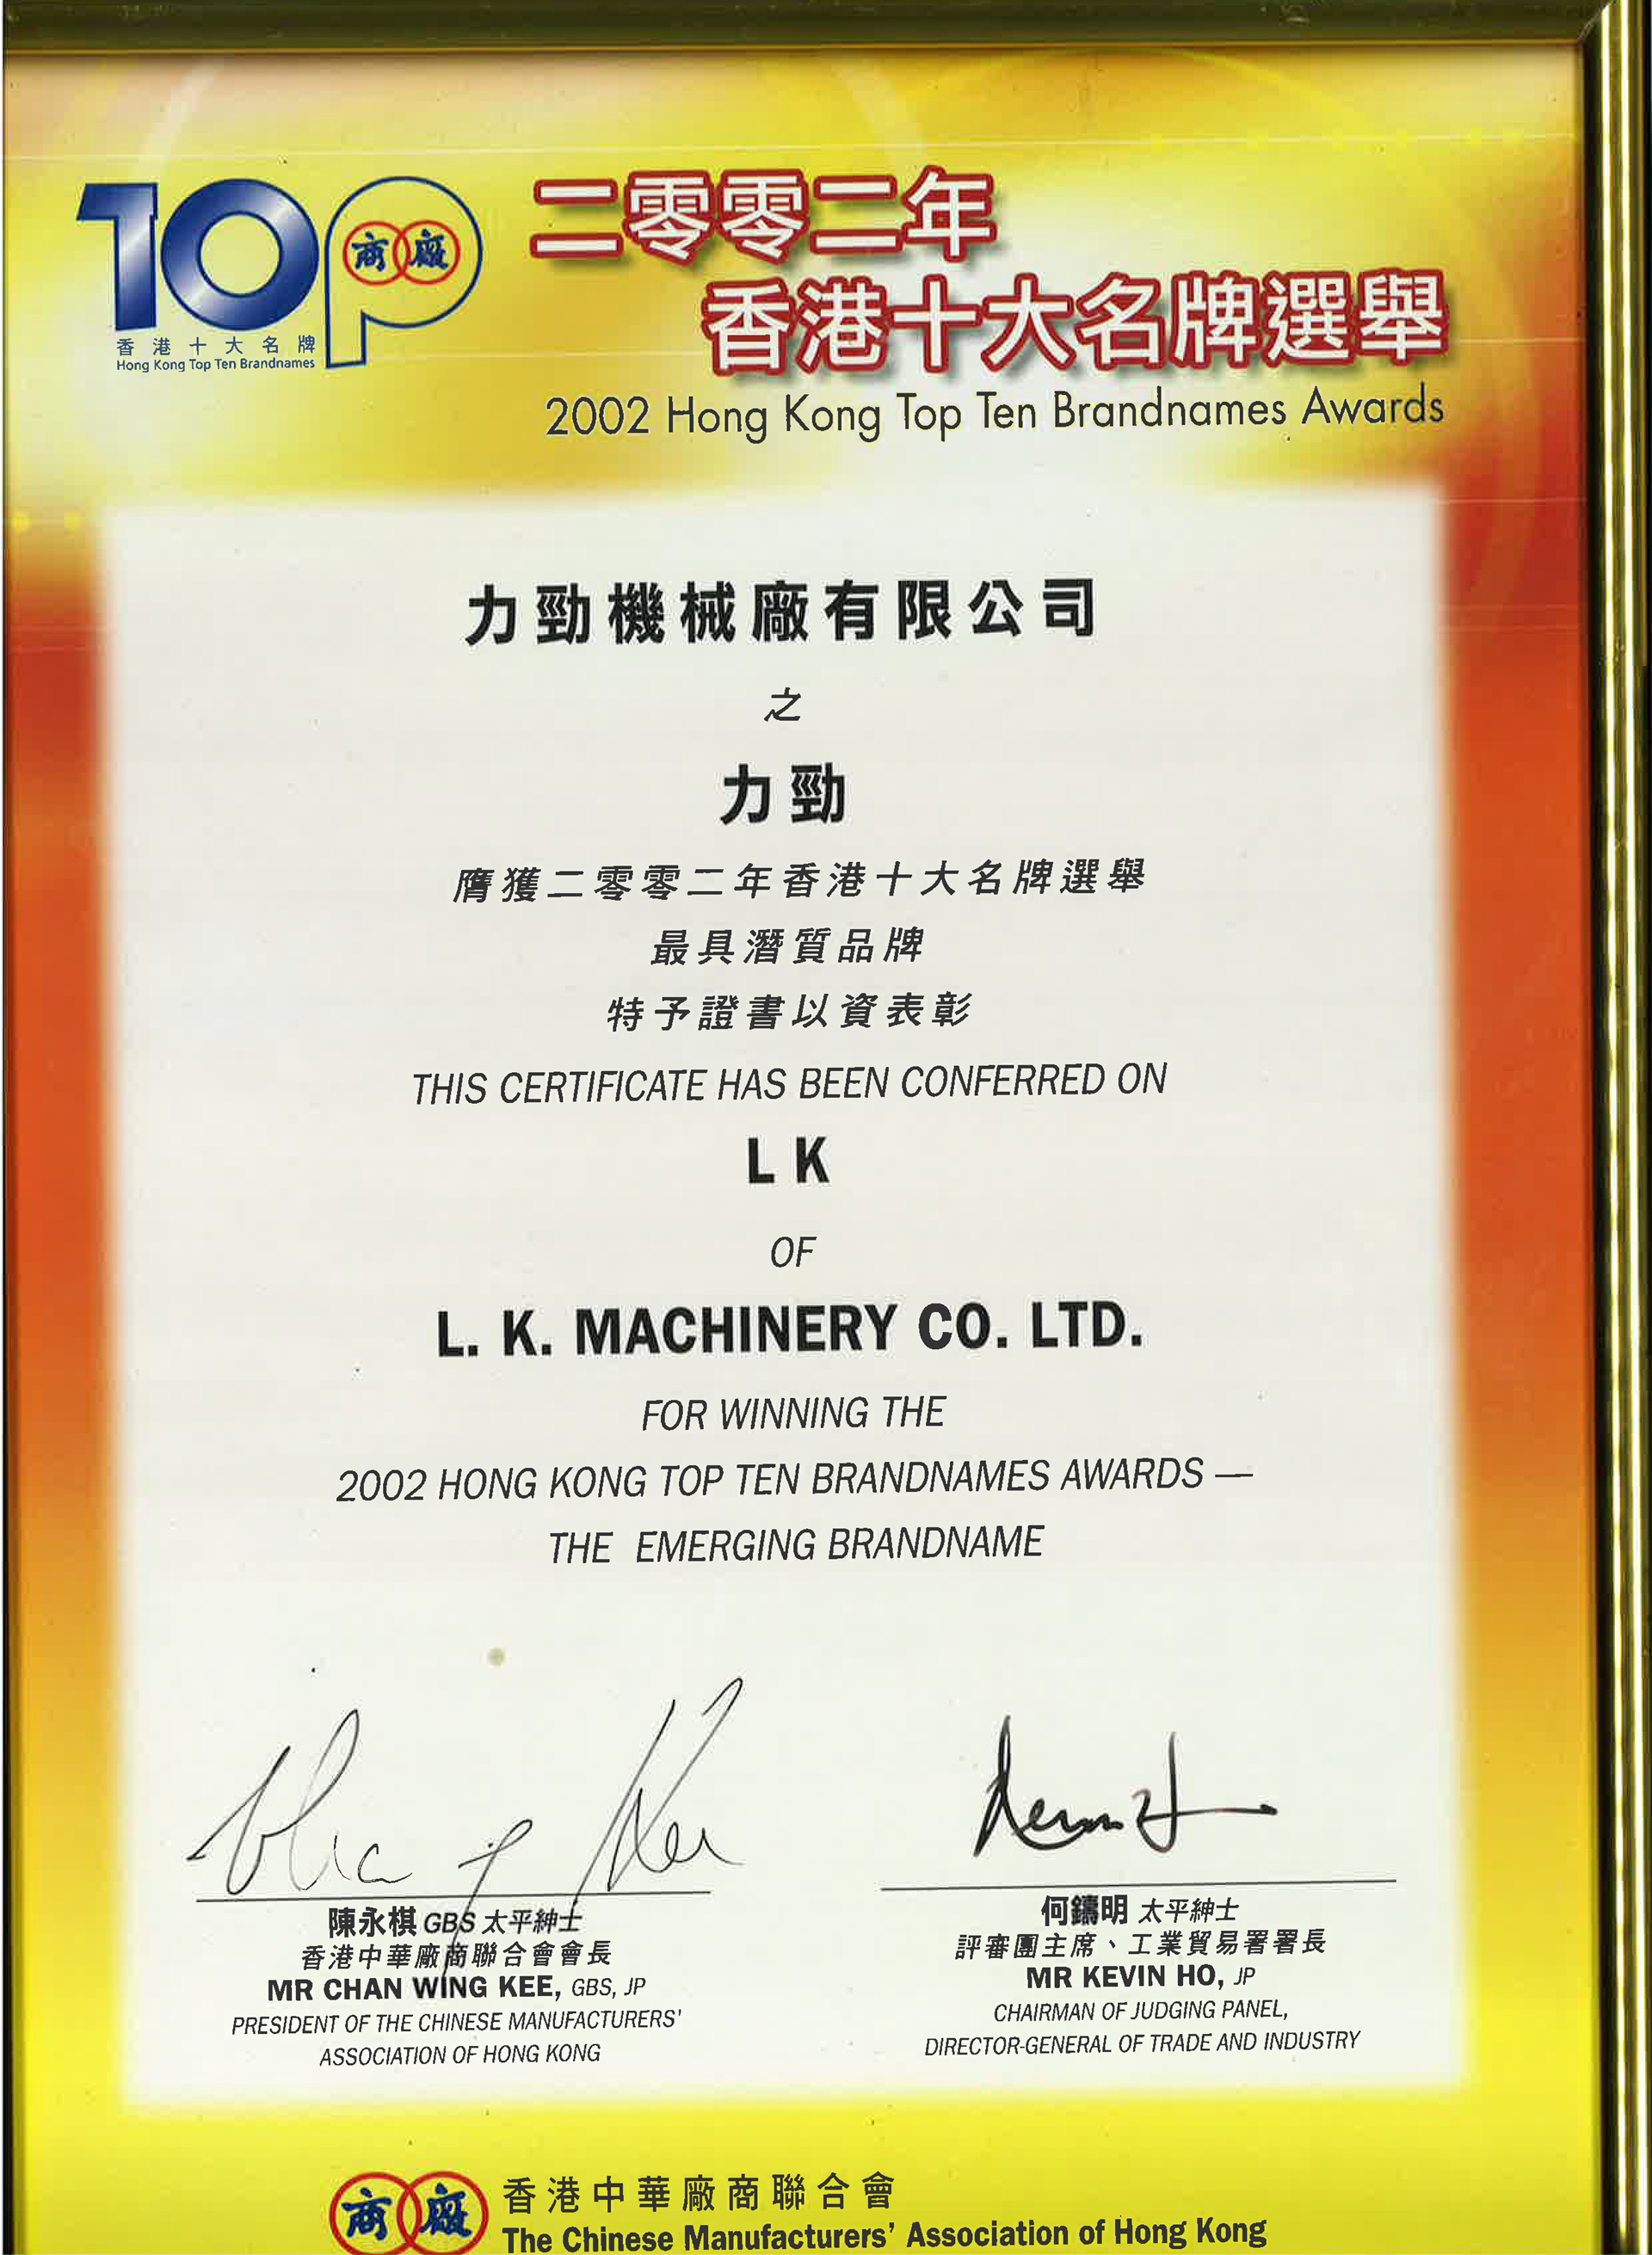 10p
商廠
香港十大名牌
Hong Kong Top Ten Brandnames
二零零二年
香港十大名牌選舉
2002 Hong Kong Top Ten Brandnames Awards
力勁機械廠有限公司
之
力勁
膺獲二零零二年香港十大名牌選舉
最具潛質品牌
特予證書以資表彰
THIS CERTIFICATE HAS BEEN CONFERRED ON
L K
OF
L. K. MACHINERY CO. LTD.
FOR WINNING THE
2002 HONG KONG TOP TEN BRANDNAMES AWARDS —
THE EMERGING BRANDNAME
陳永棋 GBS 太平紳士
香港中華廠商聯合會會長
MR CHAN WING KEE, GBS, JP
PRESIDENT OF THE CHINESE MANUFACTURERS'
ASSOCIATION OF HONG KONG
何鑄明 太平紳士
評審團主席、工業貿易署署長
MR KEVIN HO, JP
CHAIRMAN OF JUDGING PANEL,
DIRECTOR-GENERAL OF TRADE AND INDUSTRY
商廠
香港中華廠商聯合會
The Chinese Manufacturers' Association of Hong Kong